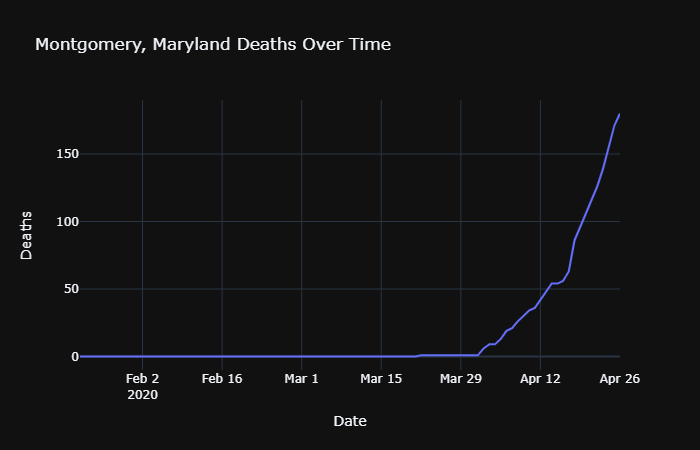 Montgomery, Maryland Deaths Over Time
Deaths
150
100
50
0
Feb 2
2020
Feb 16
Mar 1
Mar 15
Mar 29
Apr 12
Apr 26
Date